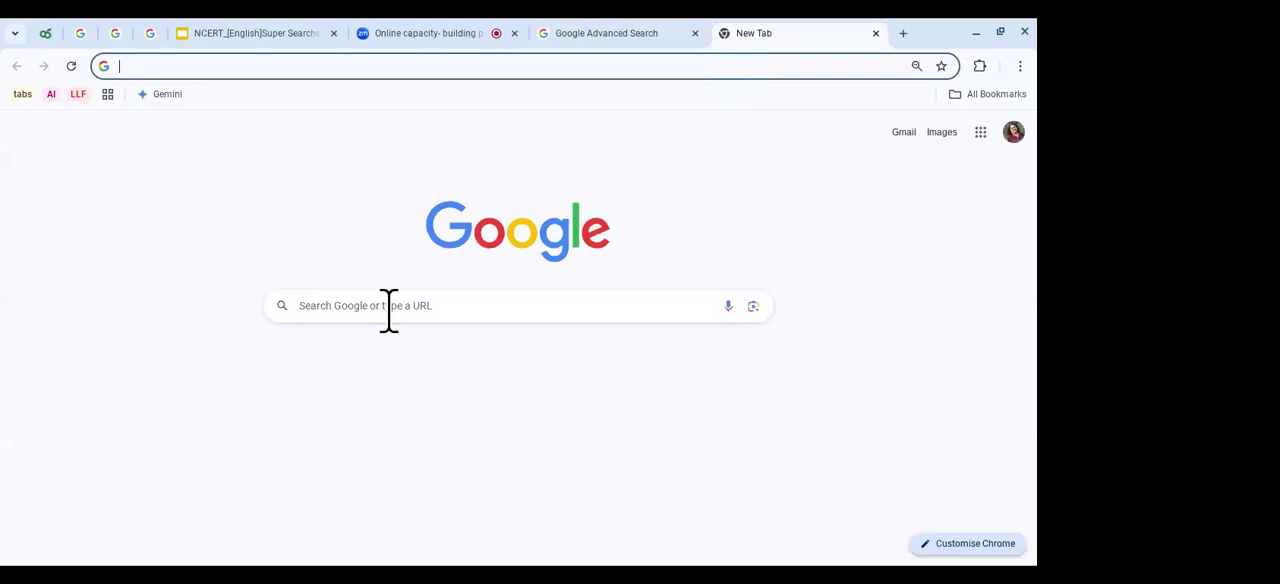 NCERT_[English]Super Searche
Online capacity- building p
Google Advanced Search
New Tab
tabs AI LLF Gemini All Bookmarks
Gmail Images
Google
Search Google or type a URL
Customise Chrome